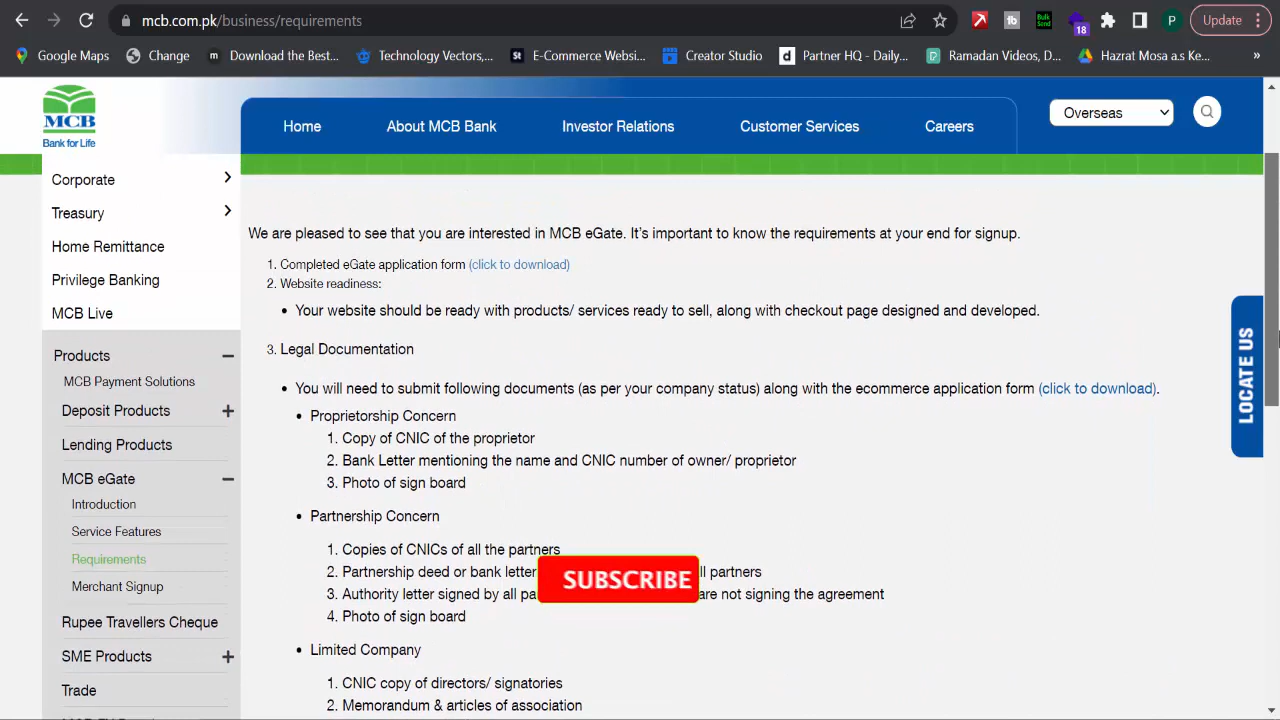 mcb.com.pk/business/requirements
Update
18
P
tb
Bulk Send
Google Maps
Change
m Download the Best...
Technology Vectors,...
st E-Commerce Websi...
Creator Studio
d Partner HQ - Daily...
Ramadan Videos, D...
Hazrat Mosa a.s Ke...
»
MCB
Bank for Life
Home
About MCB Bank
Investor Relations
Customer Services
Careers
Overseas
Corporate
Treasury
Home Remittance
Privilege Banking
MCB Live
Products
MCB Payment Solutions
Deposit Products
Lending Products
MCB eGate
Introduction
Service Features
Requirements
Merchant Signup
Rupee Travellers Cheque
SME Products
Trade
We are pleased to see that you are interested in MCB eGate. It's important to know the requirements at your end for signup.
1. Completed eGate application form (click to download)
2. Website readiness:
• Your website should be ready with products/ services ready to sell, along with checkout page designed and developed.
3. Legal Documentation
• You will need to submit following documents (as per your company status) along with the ecommerce application form (click to download).
• Proprietorship Concern
1. Copy of CNIC of the proprietor
2. Bank Letter mentioning the name and CNIC number of owner/ proprietor
3. Photo of sign board
• Partnership Concern
1. Copies of CNICs of all the partners
2. Partnership deed or bank letter ll partners
3. Authority letter signed by all pa are not signing the agreement
4. Photo of sign board
SUBSCRIBE
• Limited Company
1. CNIC copy of directors/ signatories
2. Memorandum & articles of association
LOCATE US